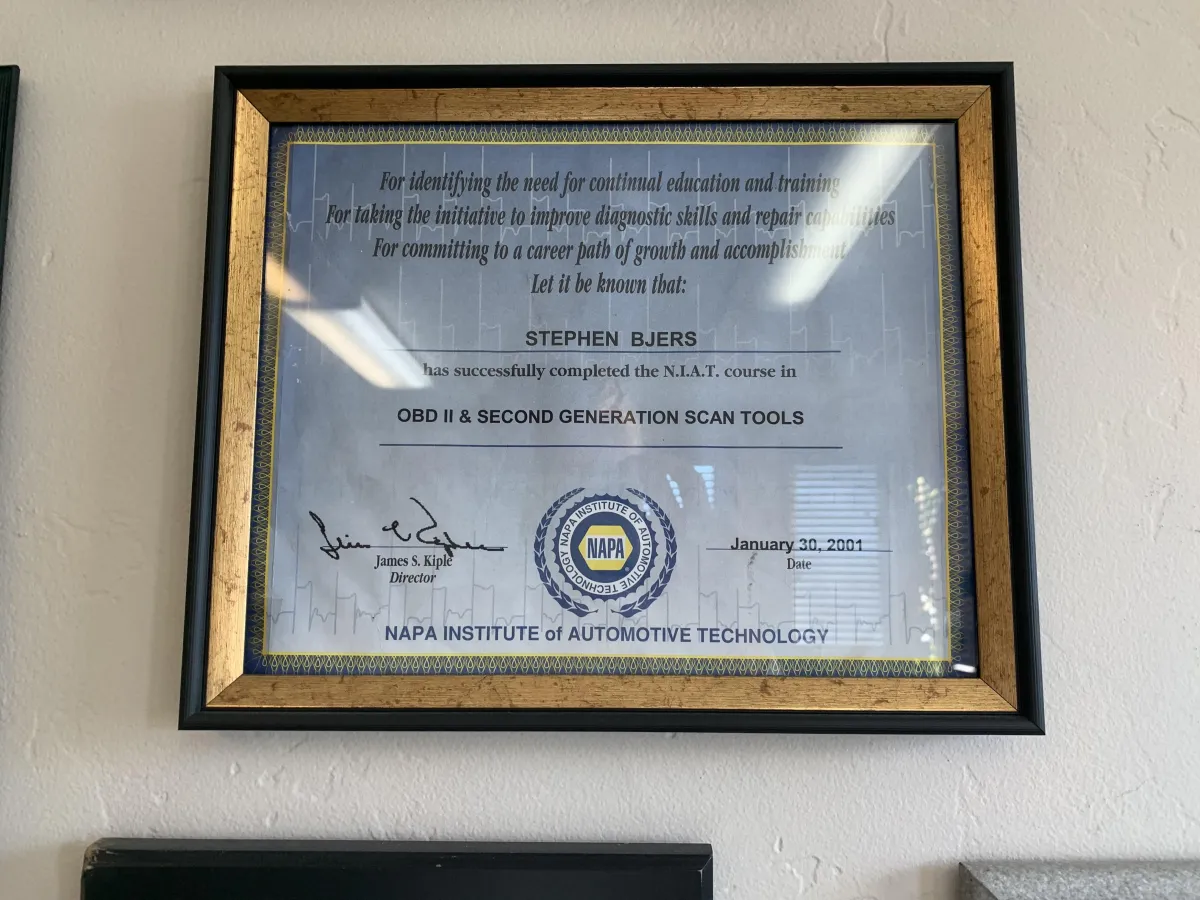 For identifying the need for continual education and training
For taking the initiative to improve diagnostic skills and repair capabilities
For committing to a career path of growth and accomplishment
Let it be known that:
STEPHEN BJERS
has successfully completed the N.I.A.T. course in
OBD II & SECOND GENERATION SCAN TOOLS
James S. Kiple
Director
NAPA INSTITUTE OF AUTOMOTIVE TECHNOLOGY
NAPA
January 30, 2001
Date
NAPA INSTITUTE of AUTOMOTIVE TECHNOLOGY